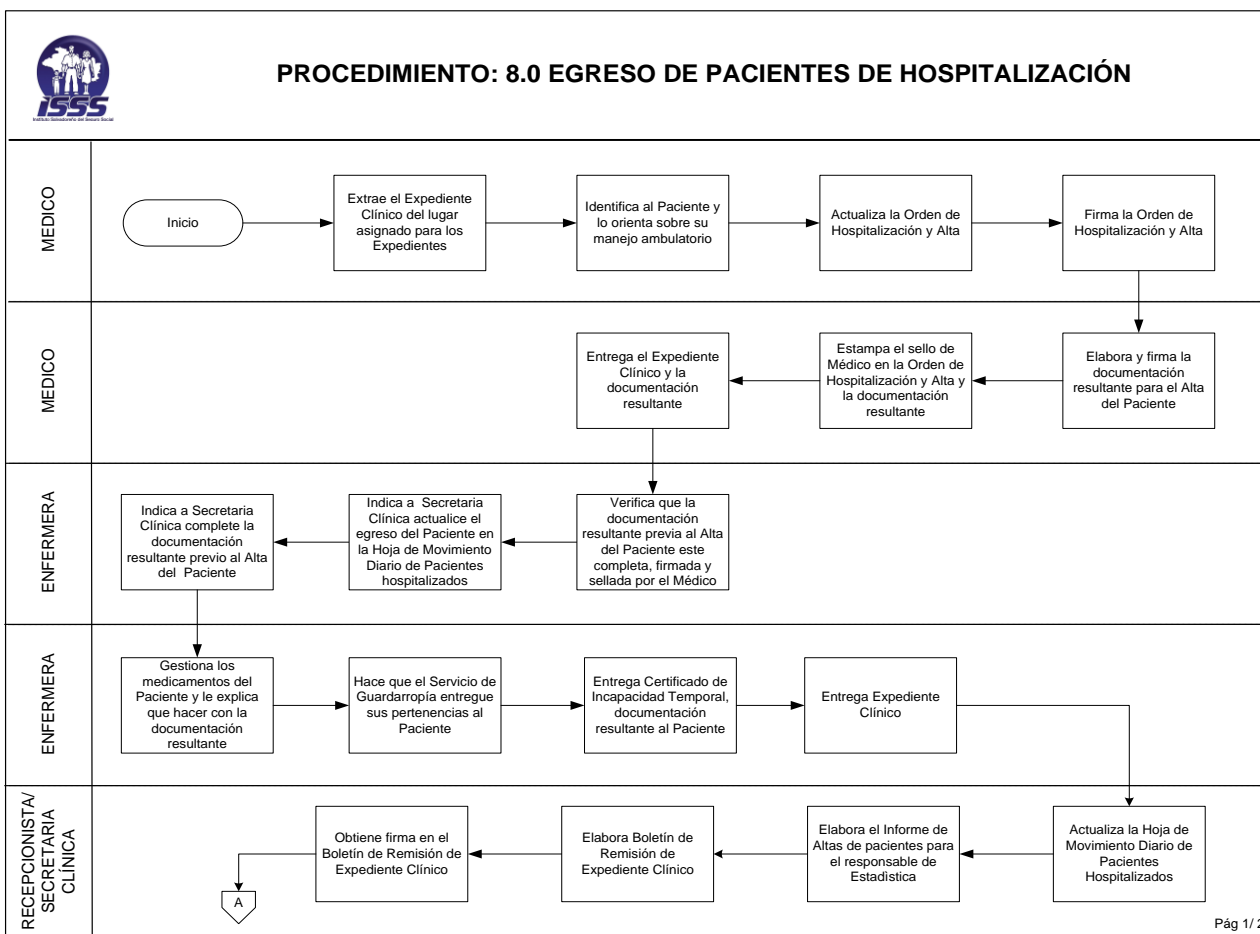 ISSS
Instituto Salvadoreño del Seguro Social
PROCEDIMIENTO: 8.0 EGRESO DE PACIENTES DE HOSPITALIZACIÓN
MEDICO
Inicio
Extrae el Expediente
Clínico del lugar
asignado para los
Expedientes
Identifica al Paciente y
lo orienta sobre su
manejo ambulatorio
Actualiza la Orden de
Hospitalización y Alta
Firma la Orden de
Hospitalización y Alta
MEDICO
Elabora y firma la
documentación
resultante para el Alta
del Paciente
Estampa el sello de
Médico en la Orden de
Hospitalización y Alta y
la documentación
resultante
Entrega el Expediente
Clínico y la
documentación
resultante
ENFERMERA
Verifica que la
documentación
resultante previa al Alta
del Paciente este
completa, firmada y
sellada por el Médico
Indica a Secretaria
Clínica actualice el
egreso del Paciente en
la Hoja de Movimiento
Diario de Pacientes
hospitalizados
Indica a Secretaria
Clínica complete la
documentación
resultante previo al Alta
del Paciente
ENFERMERA
Gestiona los
medicamentos del
Paciente y le explica
que hacer con la
documentación
resultante
Hace que el Servicio de
Guardarropía entregue
sus pertenencias al
Paciente
Entrega Certificado de
Incapacidad Temporal,
documentación
resultante al Paciente
Entrega Expediente
Clínico
RECEPCIONISTA/
SECRETARIA
CLÍNICA
Actualiza la Hoja de
Movimiento Diario de
Pacientes
Hospitalizados
Elabora el Informe de
Altas de pacientes para
el responsable de
Estadìstica
Elabora Boletín de
Remisión de
Expediente Clínico
Obtiene firma en el
Boletín de Remisión de
Expediente Clínico
A
Pág 1/ 2